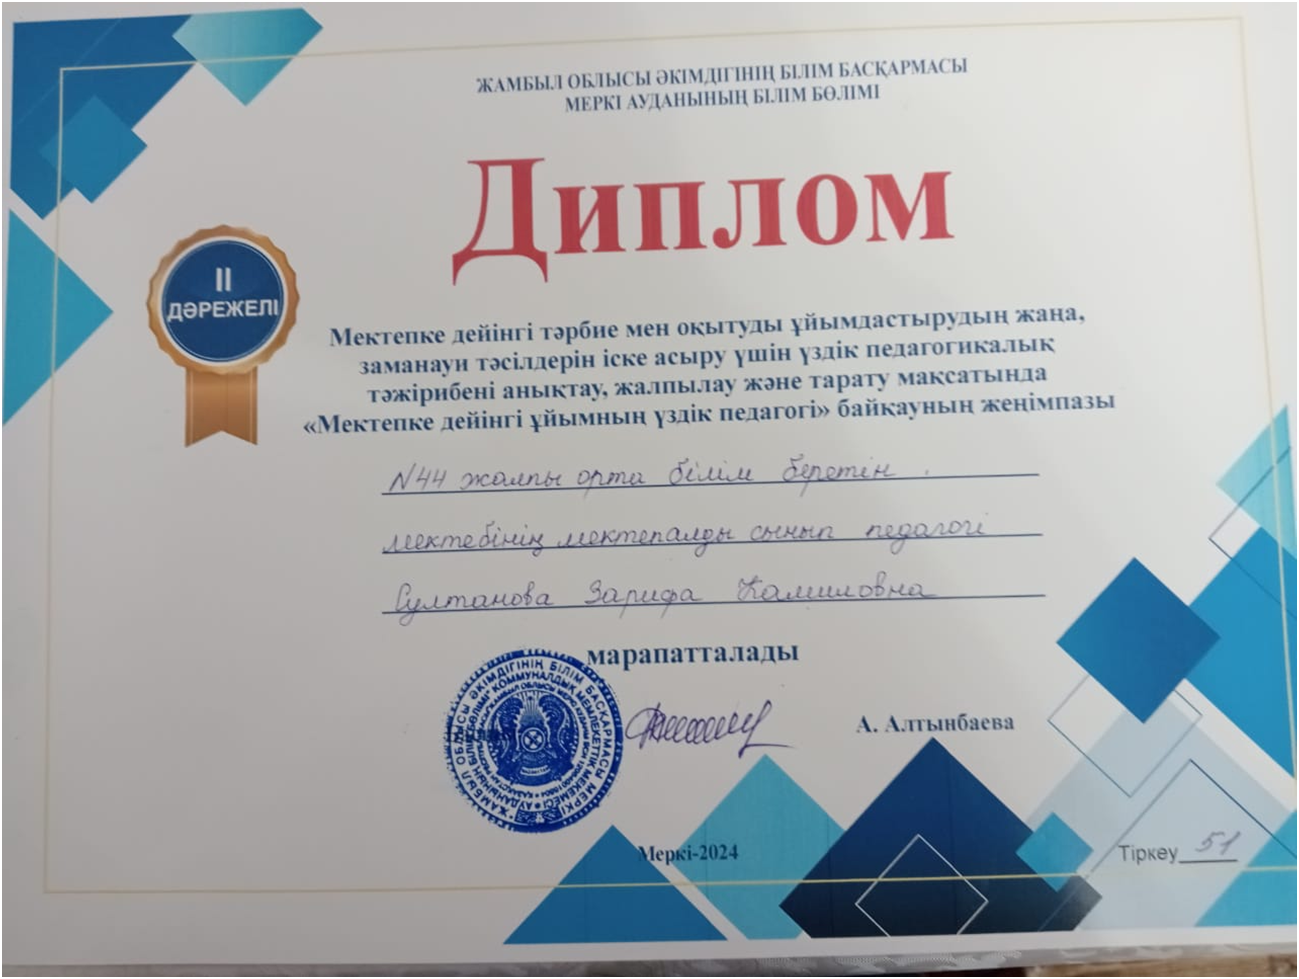 ЖАМБЫЛ ОБЛЫСЫ ӘКІМДІГІНІҢ БІЛІМ БАСҚАРМАСЫ
МЕРКІ АУДАНЫНЫҢ БІЛІМ БӨЛІМІ
Диплом
II
ДӘРЕЖЕЛІ
Мектепке дейінгі тәрбие мен оқытуды ұйымдастырудың жаңа,
заманауи тәсілдерін іске асыру үшін үздік педагогикалық
тәжірибені анықтау, жалпылау және тарату мақсатында
«Мектепке дейінгі ұйымның үздік педагогі» байқауның жеңімпазы
N44 жалпы орта білім беретін
мектебінің мектепалды сынып педагогі
Султанова Зарифа Камиловна
марапатталады
А. Алтынбаева
Меркі-2024
Тіркеу 51